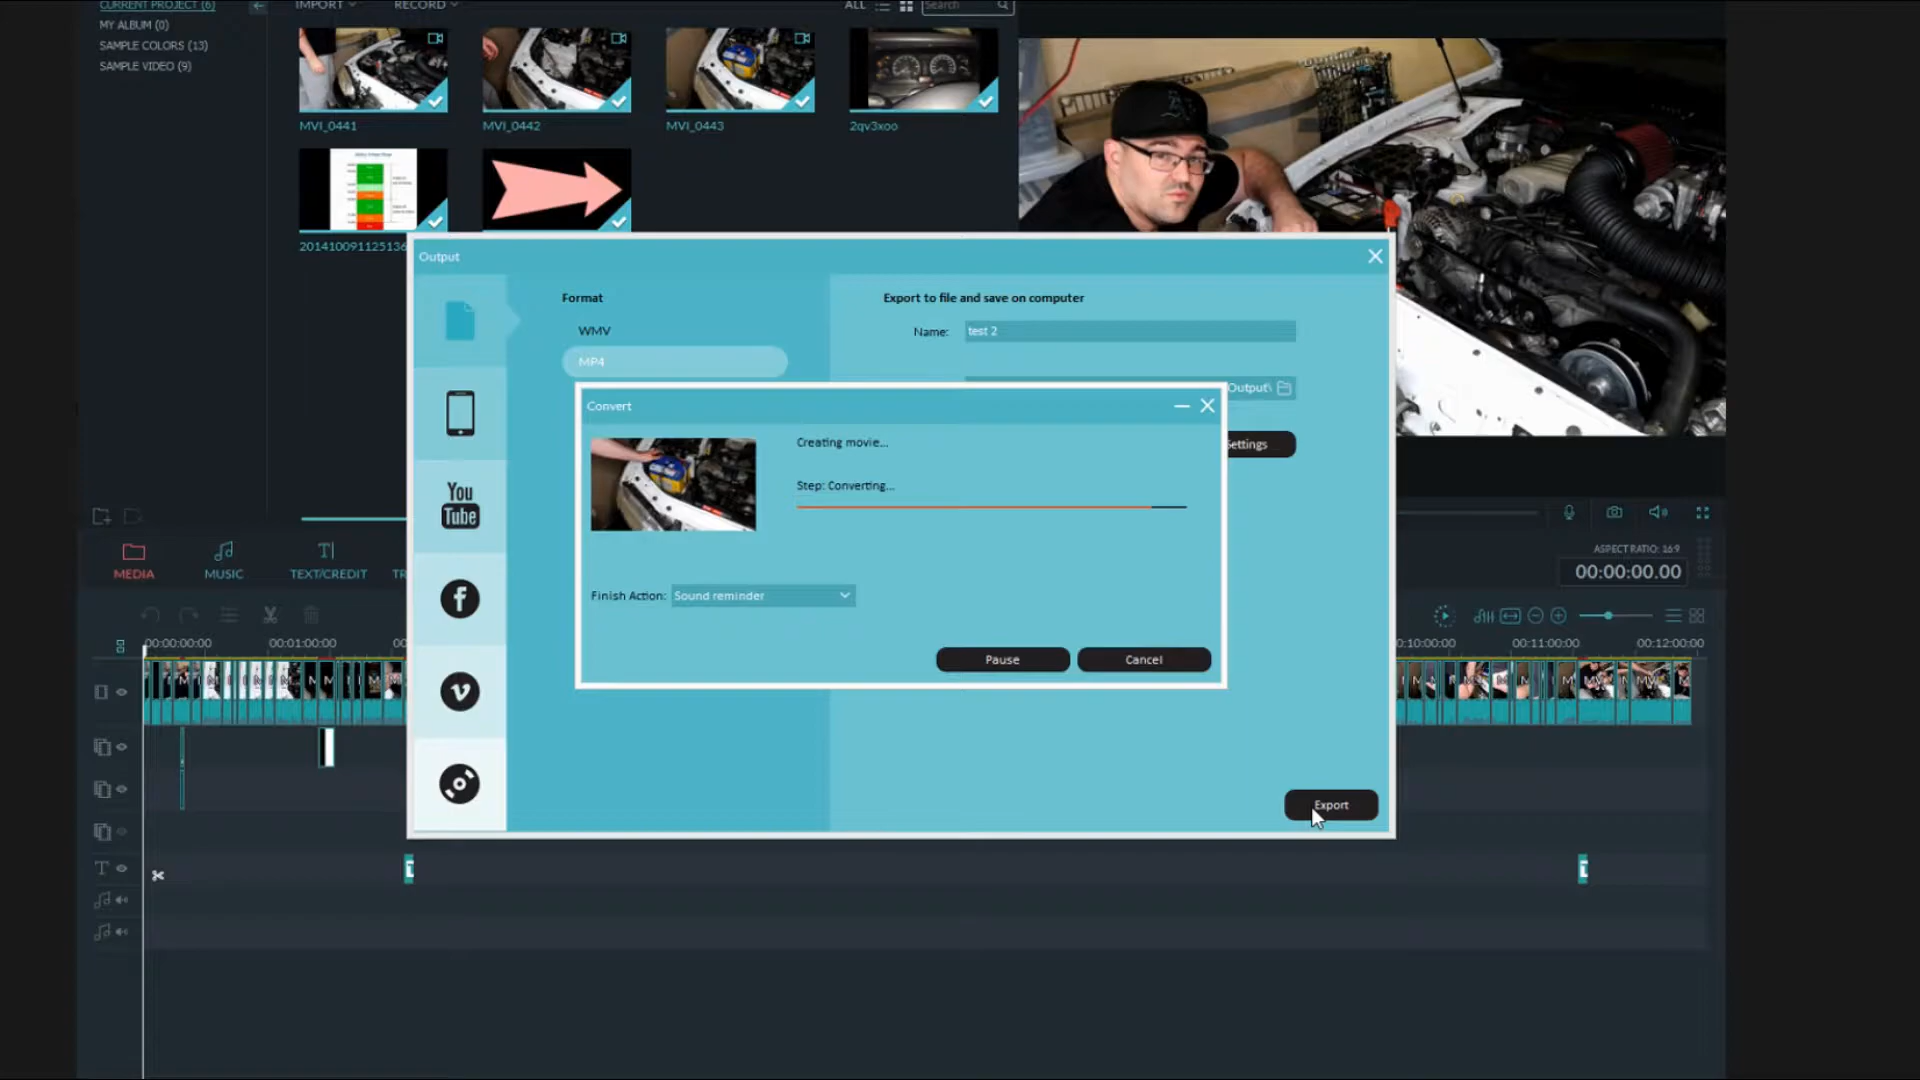 CURRENT PROJECT (6)
IMPORT
RECORD
ALL
Search
MY ALBUM (0)
SAMPLE COLORS (13)
SAMPLE VIDEO (9)
MVI_0441
MVI_0442
MVI_0443
2qv3xoo
201410091125136
Output
Format
WMV
MP4
Export to file and save on computer
Name:
test 2
Output\
Settings
Convert
Creating movie...
Step: Converting...
Finish Action:
Sound reminder
Pause
Cancel
Export
You
Tube
MEDIA
MUSIC
TEXT/CREDIT
TR
ASPECT RATIO: 16:9
00:00:00.00
00:00:00:00
00:01:00:00
00
0:10:00:00
00:11:00:00
00:12:00:00